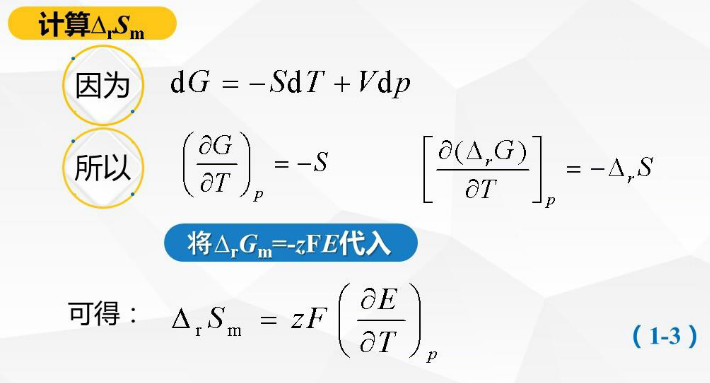 计算ΔᵣSₘ
因为 dG = −SdT + Vdp
所以 (∂G/∂T)ₚ = −S [∂(ΔᵣG)/∂T]ₚ = −ΔᵣS
将ΔᵣGₘ=-zFE代入
可得： ΔᵣSₘ = zF(∂E/∂T)ₚ （1-3）